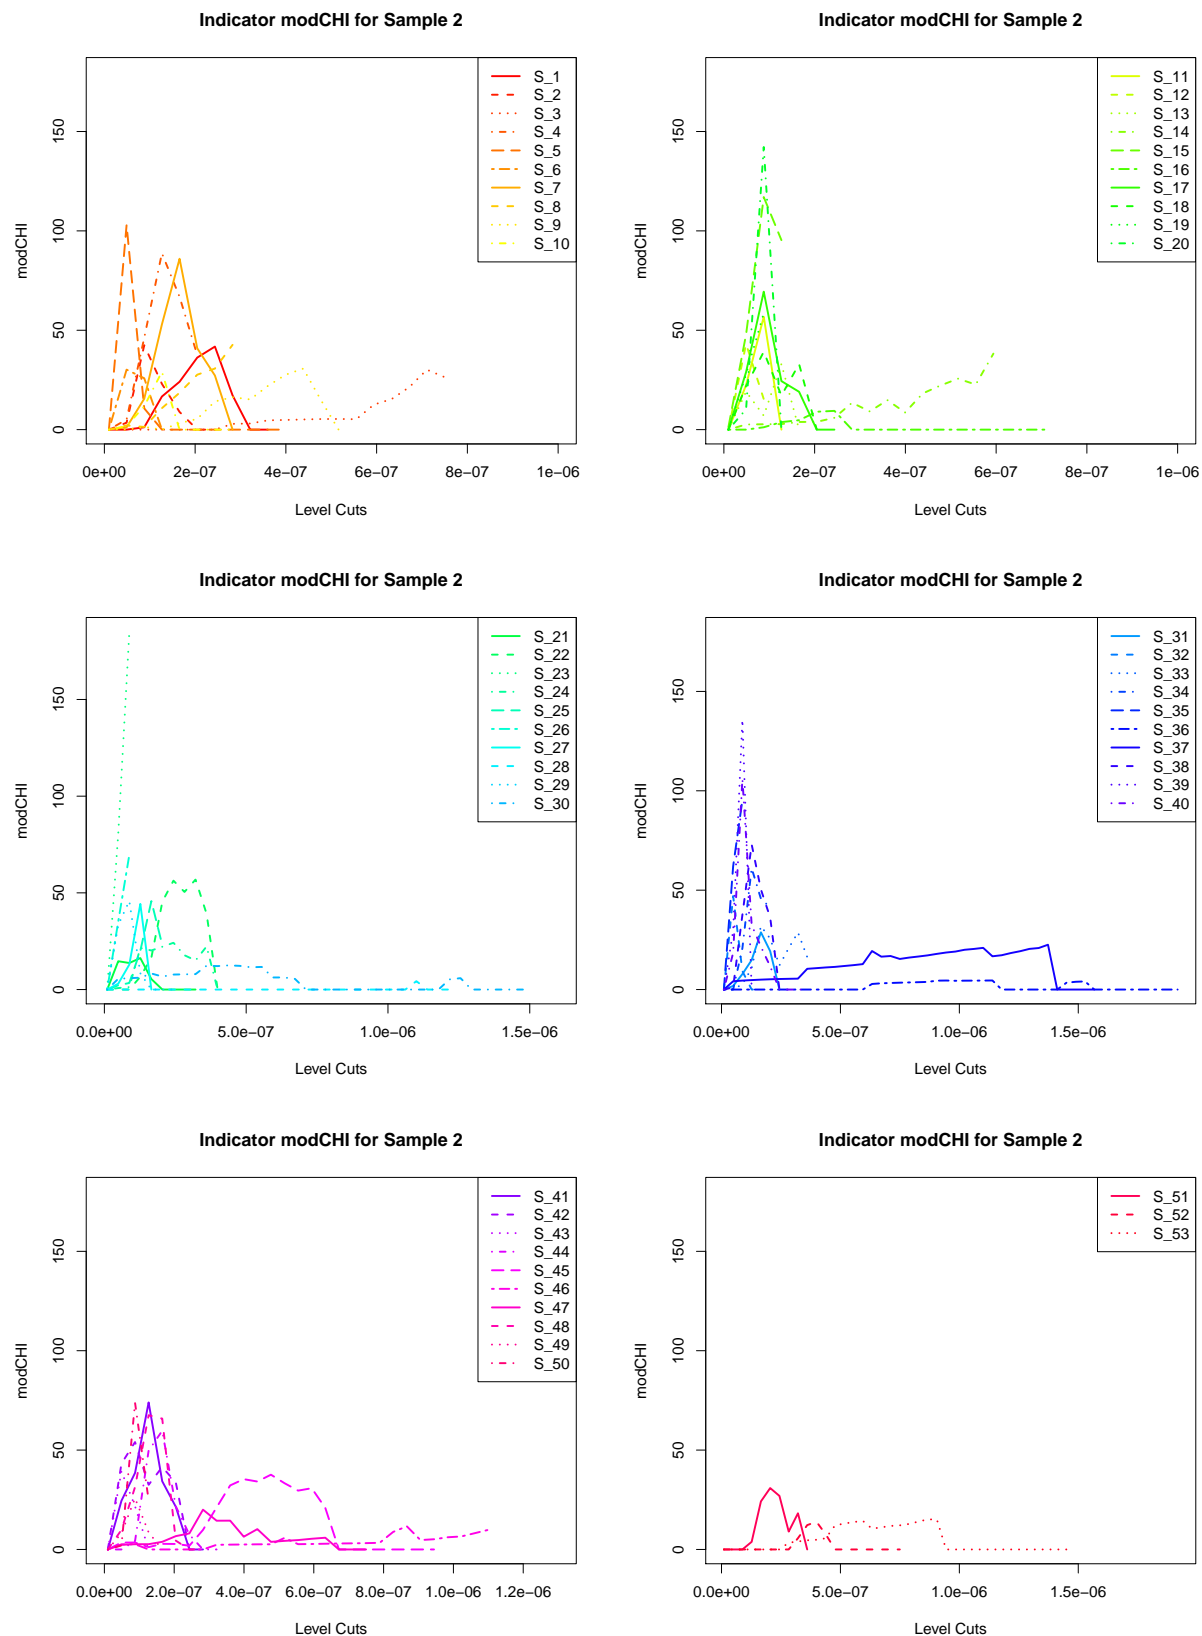 Indicator modCHI for Sample 2
modCHI
0
50
100
150
S_1
S_2
S_3
S_4
S_5
S_6
S_7
S_8
S_9
S_10
0e+00 2e−07 4e−07 6e−07 8e−07 1e−06
Level Cuts
Indicator modCHI for Sample 2
modCHI
0
50
100
150
S_11
S_12
S_13
S_14
S_15
S_16
S_17
S_18
S_19
S_20
0e+00 2e−07 4e−07 6e−07 8e−07 1e−06
Level Cuts
Indicator modCHI for Sample 2
modCHI
0
50
100
150
S_21
S_22
S_23
S_24
S_25
S_26
S_27
S_28
S_29
S_30
0.0e+00 5.0e−07 1.0e−06 1.5e−06
Level Cuts
Indicator modCHI for Sample 2
modCHI
0
50
100
150
S_31
S_32
S_33
S_34
S_35
S_36
S_37
S_38
S_39
S_40
0.0e+00 5.0e−07 1.0e−06 1.5e−06
Level Cuts
Indicator modCHI for Sample 2
modCHI
0
50
100
150
S_41
S_42
S_43
S_44
S_45
S_46
S_47
S_48
S_49
S_50
0.0e+00 2.0e−07 4.0e−07 6.0e−07 8.0e−07 1.0e−06 1.2e−06
Level Cuts
Indicator modCHI for Sample 2
modCHI
0
50
100
150
S_51
S_52
S_53
0.0e+00 5.0e−07 1.0e−06 1.5e−06
Level Cuts